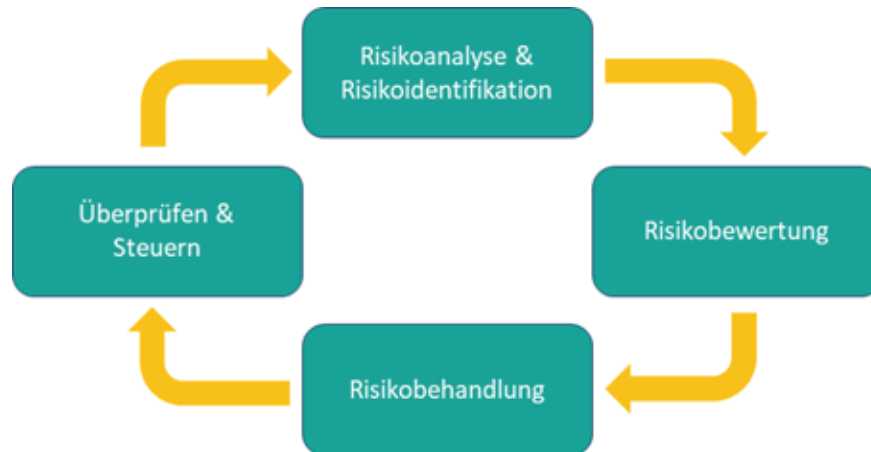 Risikoanalyse &
Risikoidentifikation
Überprüfen &
Steuern
Risikobewertung
Risikobehandlung